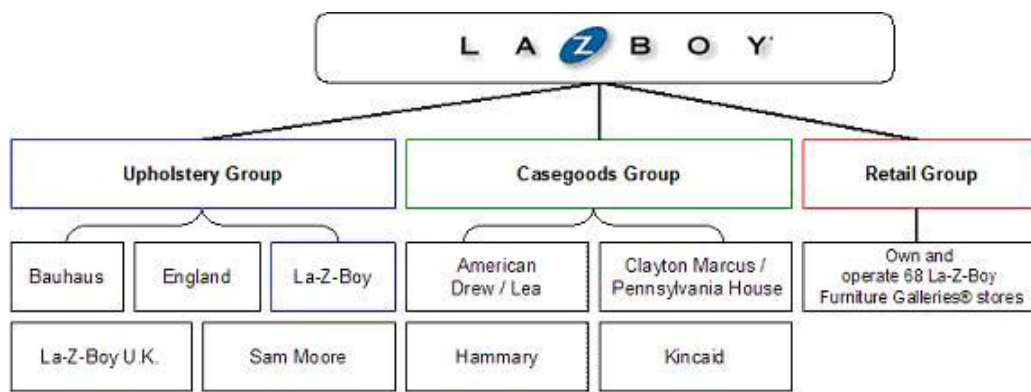 LAZBOY
Upholstery Group
Casegoods Group
Retail Group
Bauhaus
England
La-Z-Boy
American
Drew / Lea
Clayton Marcus /
Pennsylvania House
Own and
operate 68 La-Z-Boy
Furniture Galleries® stores
La-Z-Boy U.K.
Sam Moore
Hammary
Kincaid